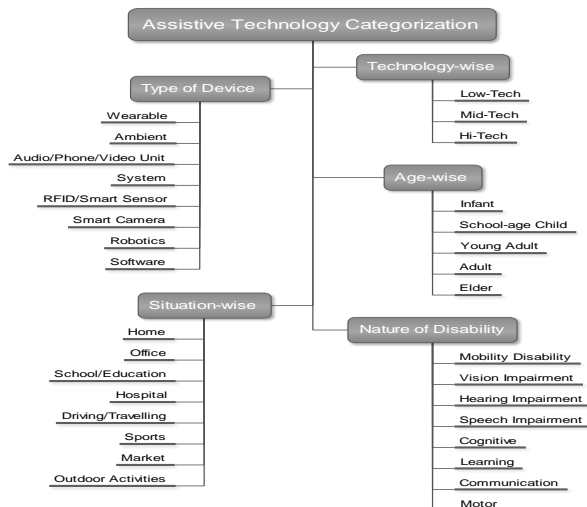 Assistive Technology Categorization
Type of Device
Wearable
Ambient
Audio/Phone/Video Unit
System
RFID/Smart Sensor
Smart Camera
Robotics
Software
Situation-wise
Home
Office
School/Education
Hospital
Driving/Travelling
Sports
Market
Outdoor Activities
Technology-wise
Low-Tech
Mid-Tech
Hi-Tech
Age-wise
Infant
School-age Child
Young Adult
Adult
Elder
Nature of Disability
Mobility Disability
Vision Impairment
Hearing Impairment
Speech Impairment
Cognitive
Learning
Communication
Motor